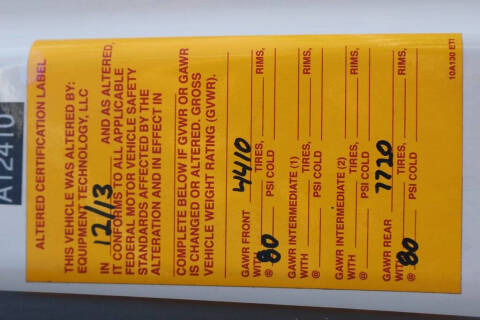 ALTERED CERTIFICATION LABEL
THIS VEHICLE WAS ALTERED BY:
EQUIPMENT TECHNOLOGY, LLC
IN 12/13 AND AS ALTERED,
IT CONFORMS TO ALL APPLICABLE
FEDERAL MOTOR VEHICLE SAFETY
STANDARDS AFFECTED BY THE
ALTERATION AND IN EFFECT IN
COMPLETE BELOW IF GVWR OR GAWR
IS CHANGED OR ALTERED. GROSS
VEHICLE WEIGHT RATING (GVWR).
GAWR FRONT 4410
WITH TIRES, RIMS,
@ 80 PSI COLD
GAWR INTERMEDIATE (1)
WITH TIRES, RIMS,
@ PSI COLD
GAWR INTERMEDIATE (2)
WITH TIRES, RIMS,
@ PSI COLD
GAWR REAR 7720
WITH TIRES, RIMS,
@ 80 PSI COLD
10A130 ETI
A12410